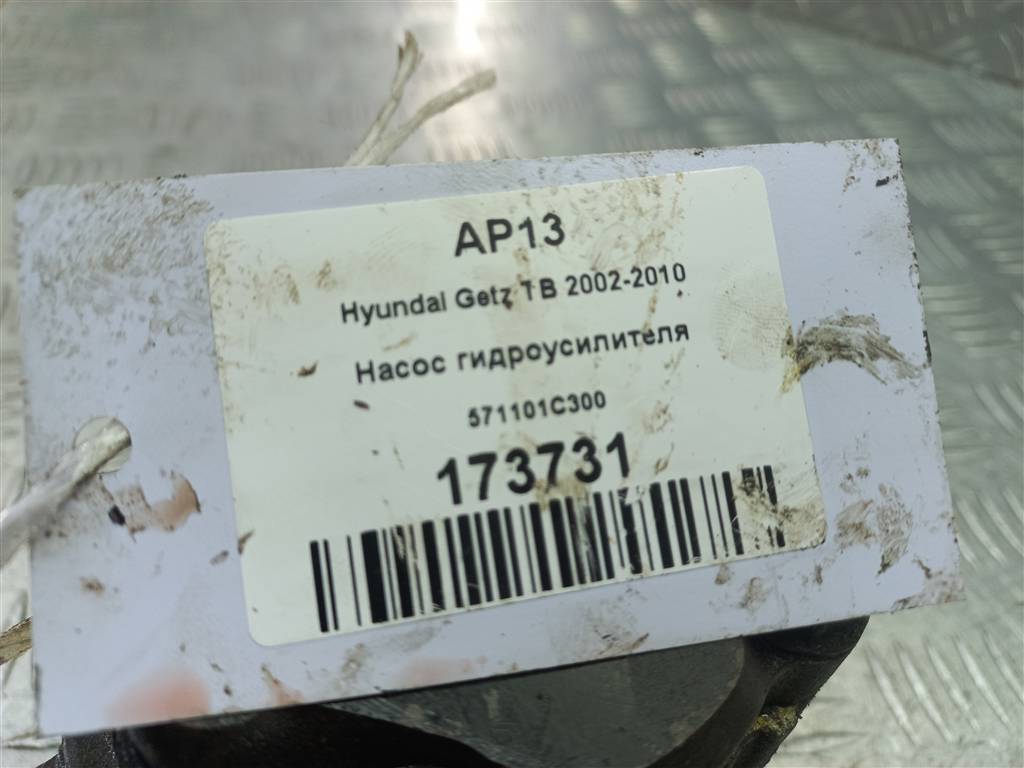 AP13
Hyundai Getz TB 2002-2010
Насос гидроусилителя
571101C300
173731